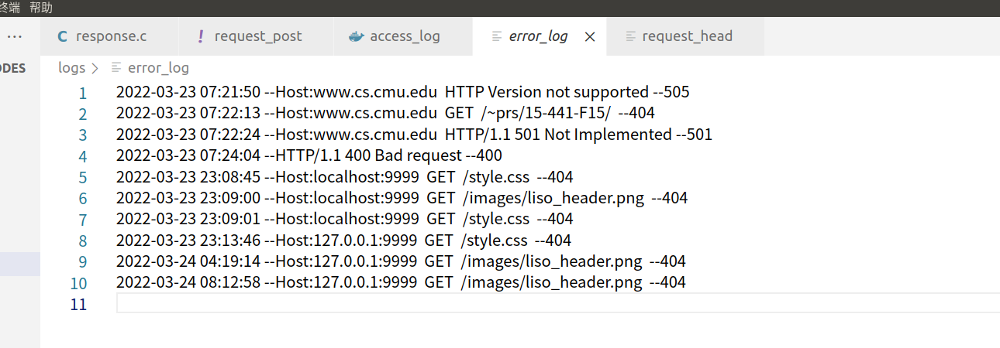 终端 帮助
··· response.c request_post access_log error_log request_head
ODES logs error_log
1 2022-03-23 07:21:50 --Host:www.cs.cmu.edu HTTP Version not supported --505
2 2022-03-23 07:22:13 --Host:www.cs.cmu.edu GET /~prs/15-441-F15/ --404
3 2022-03-23 07:22:24 --Host:www.cs.cmu.edu HTTP/1.1 501 Not Implemented --501
4 2022-03-23 07:24:04 --HTTP/1.1 400 Bad request --400
5 2022-03-23 23:08:45 --Host:localhost:9999 GET /style.css --404
6 2022-03-23 23:09:00 --Host:localhost:9999 GET /images/liso_header.png --404
7 2022-03-23 23:09:01 --Host:localhost:9999 GET /style.css --404
8 2022-03-23 23:13:46 --Host:127.0.0.1:9999 GET /style.css --404
9 2022-03-24 04:19:14 --Host:127.0.0.1:9999 GET /images/liso_header.png --404
10 2022-03-24 08:12:58 --Host:127.0.0.1:9999 GET /images/liso_header.png --404
11